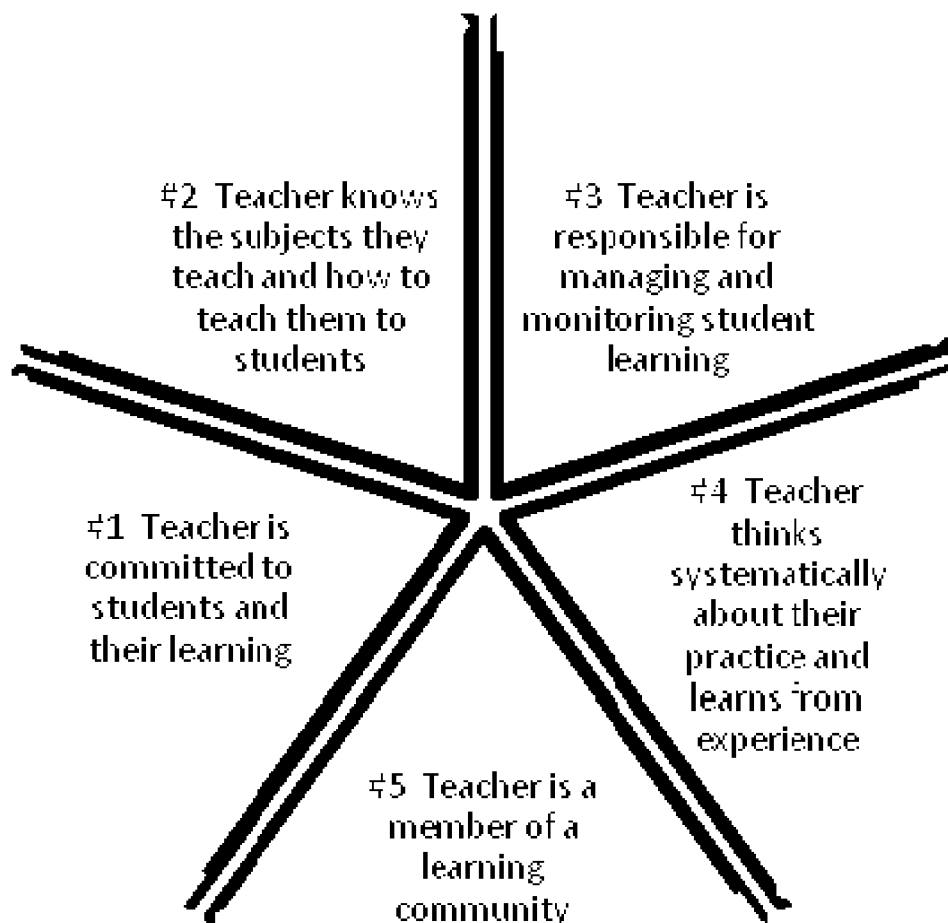 #2 Teacher knows
the subjects they
teach and how to
teach them to
students
#3 Teacher is
responsible for
managing and
monitoring student
learning
#1 Teacher is
committed to
students and
their learning
#4 Teacher
thinks
systematically
about their
practice and
learns from
experience
#5 Teacher is a
member of a
learning
community